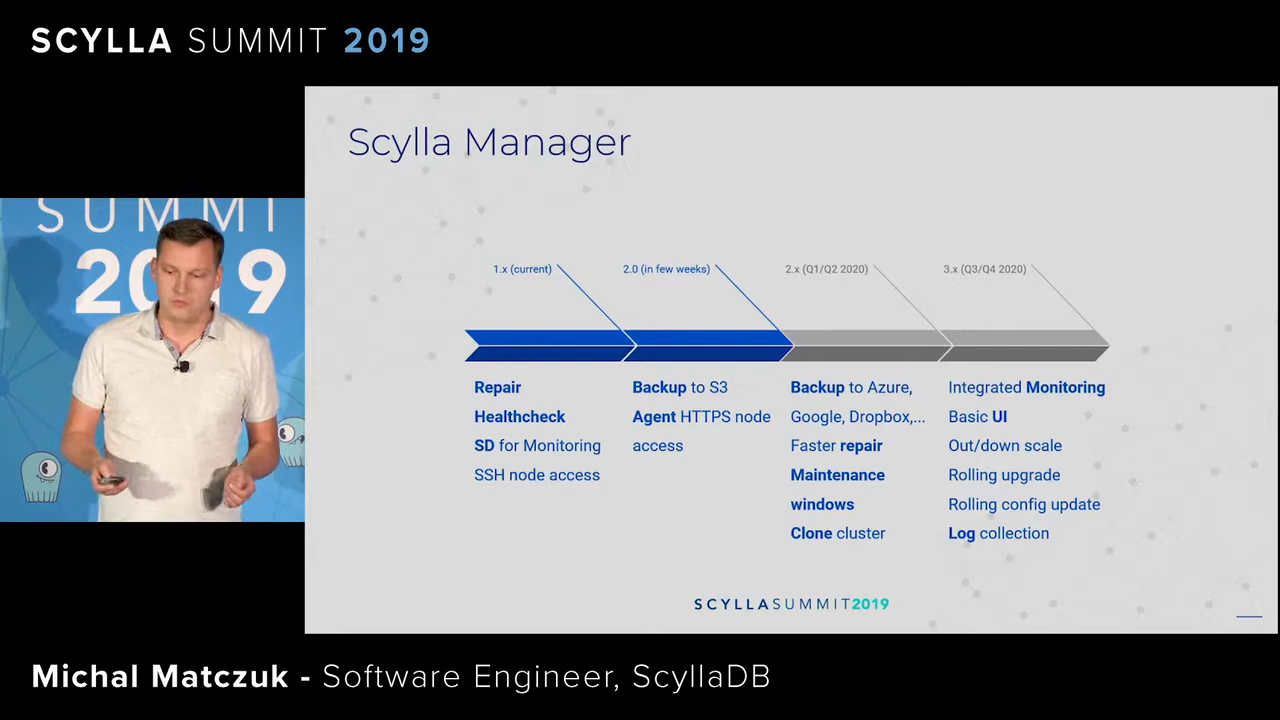 SCYLLA SUMMIT 2019
SUMMIT
2019
Scylla Manager
1.x (current)
2.0 (in few weeks)
2.x (Q1/Q2 2020)
3.x (Q3/Q4 2020)
Repair
Healthcheck
SD for Monitoring
SSH node access
Backup to S3
Agent HTTPS node
access
Backup to Azure,
Google, Dropbox,...
Faster repair
Maintenance
windows
Clone cluster
Integrated Monitoring
Basic UI
Out/down scale
Rolling upgrade
Rolling config update
Log collection
SCYLLASUMMIT2019
Michal Matczuk - Software Engineer, ScyllaDB